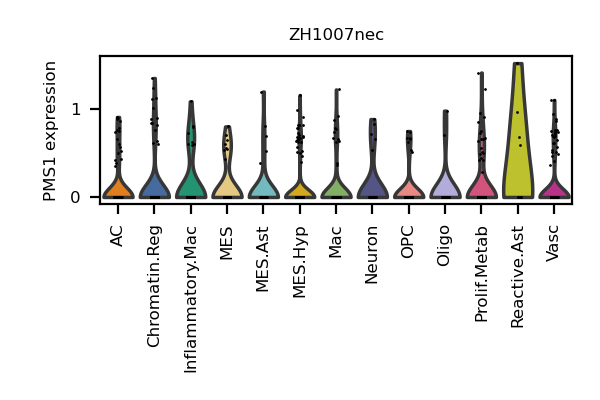 ZH1007nec
PMS1 expression
1
0
AC
Chromatin.Reg
Inflammatory.Mac
MES
MES.Ast
MES.Hyp
Mac
Neuron
OPC
Oligo
Prolif.Metab
Reactive.Ast
Vasc